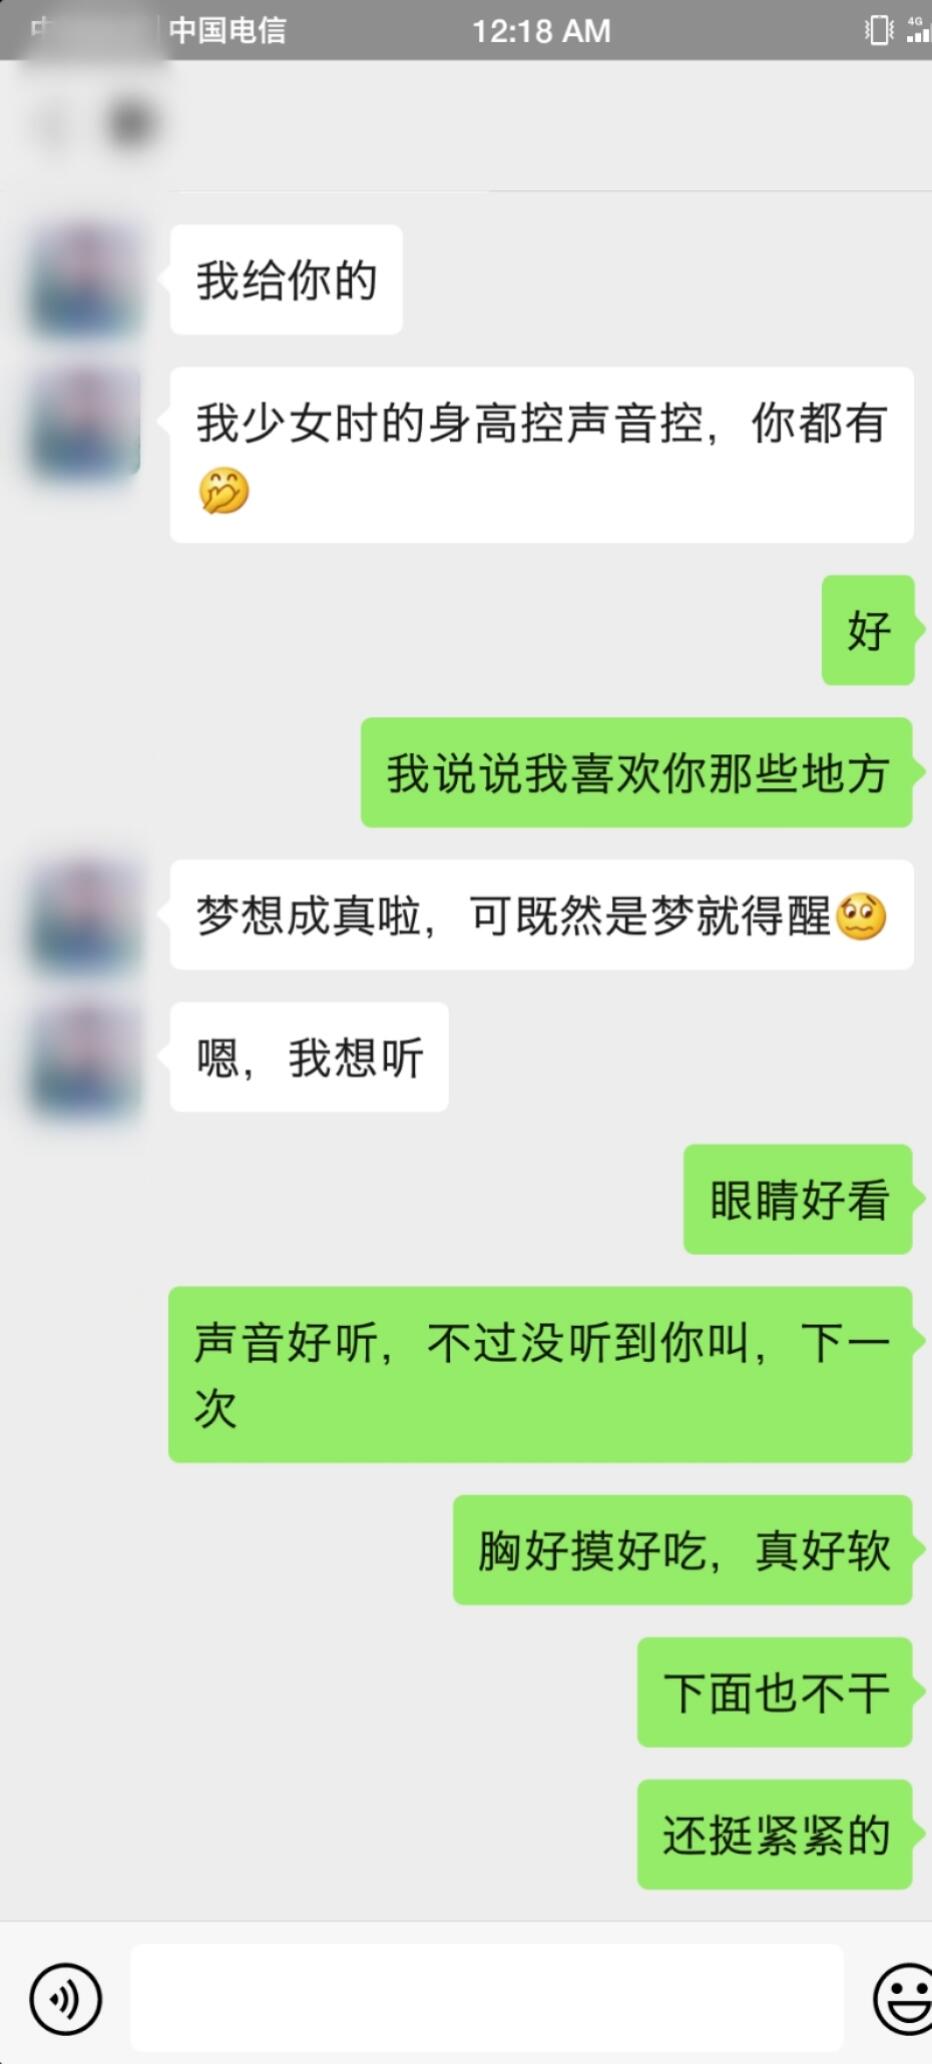 中国电信 12:18 AM 4G
我给你的
我少女时的身高控声音控，你都有
🤭
好
我说说我喜欢你那些地方
梦想成真啦，可既然是梦就得醒🥴
嗯，我想听
眼睛好看
声音好听，不过没听到你叫，下一
次
胸好摸好吃，真好软
下面也不干
还挺紧紧的